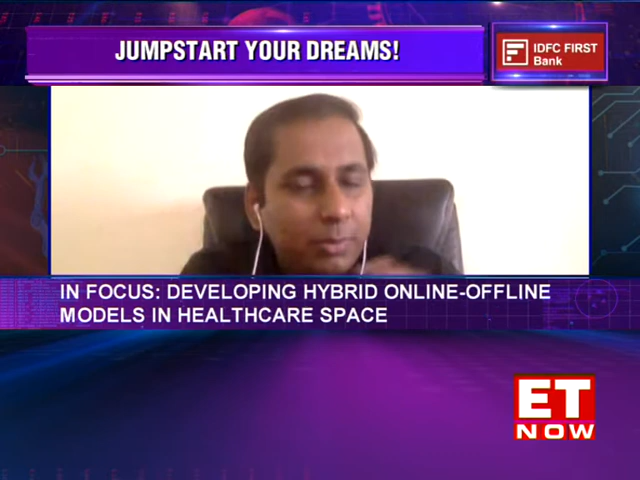 JUMPSTART YOUR DREAMS!
IDFC FIRST
Bank
IN FOCUS: DEVELOPING HYBRID ONLINE-OFFLINE
MODELS IN HEALTHCARE SPACE
ET
NOW